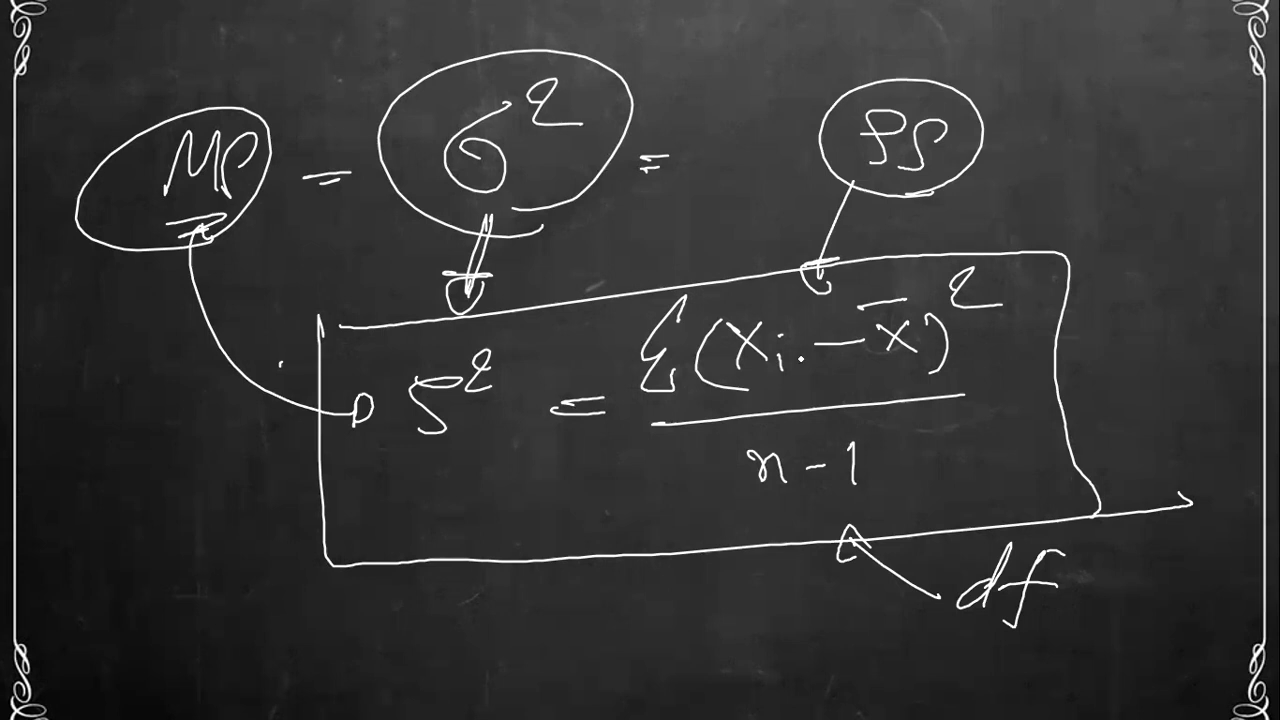 MS = σ² = SS
S² = Σ(Xi - X̄)² / n - 1
df